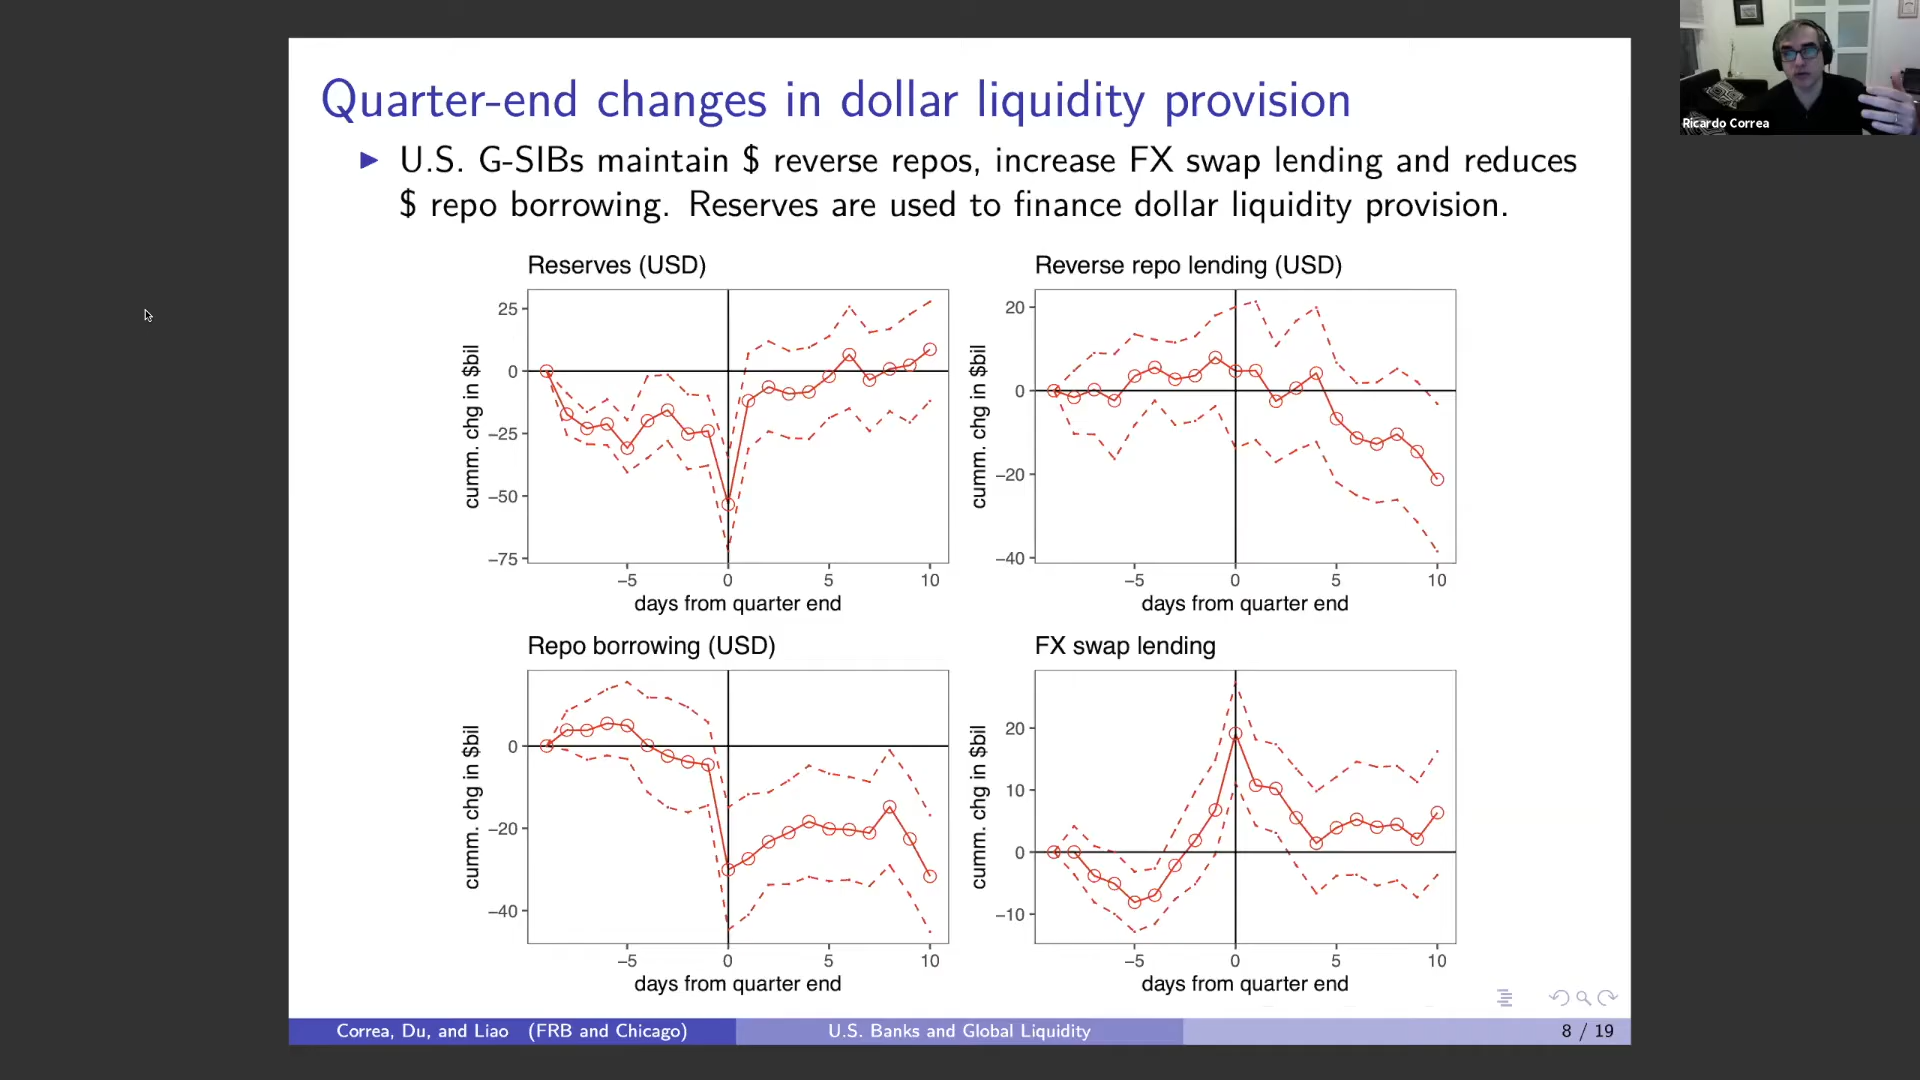 Quarter-end changes in dollar liquidity provision
U.S. G-SIBs maintain $ reverse repos, increase FX swap lending and reduces
$ repo borrowing. Reserves are used to finance dollar liquidity provision.
Reserves (USD)
25
0
−25
−50
−75
cumm. chg in $bil
−5 0 5 10
days from quarter end
Reverse repo lending (USD)
20
0
−20
−40
cumm. chg in $bil
−5 0 5 10
days from quarter end
Repo borrowing (USD)
0
−20
−40
cumm. chg in $bil
−5 0 5 10
days from quarter end
FX swap lending
20
10
0
−10
cumm. chg in $bil
−5 0 5 10
days from quarter end
Correa, Du, and Liao (FRB and Chicago) U.S. Banks and Global Liquidity 8 / 19
Ricardo Correa